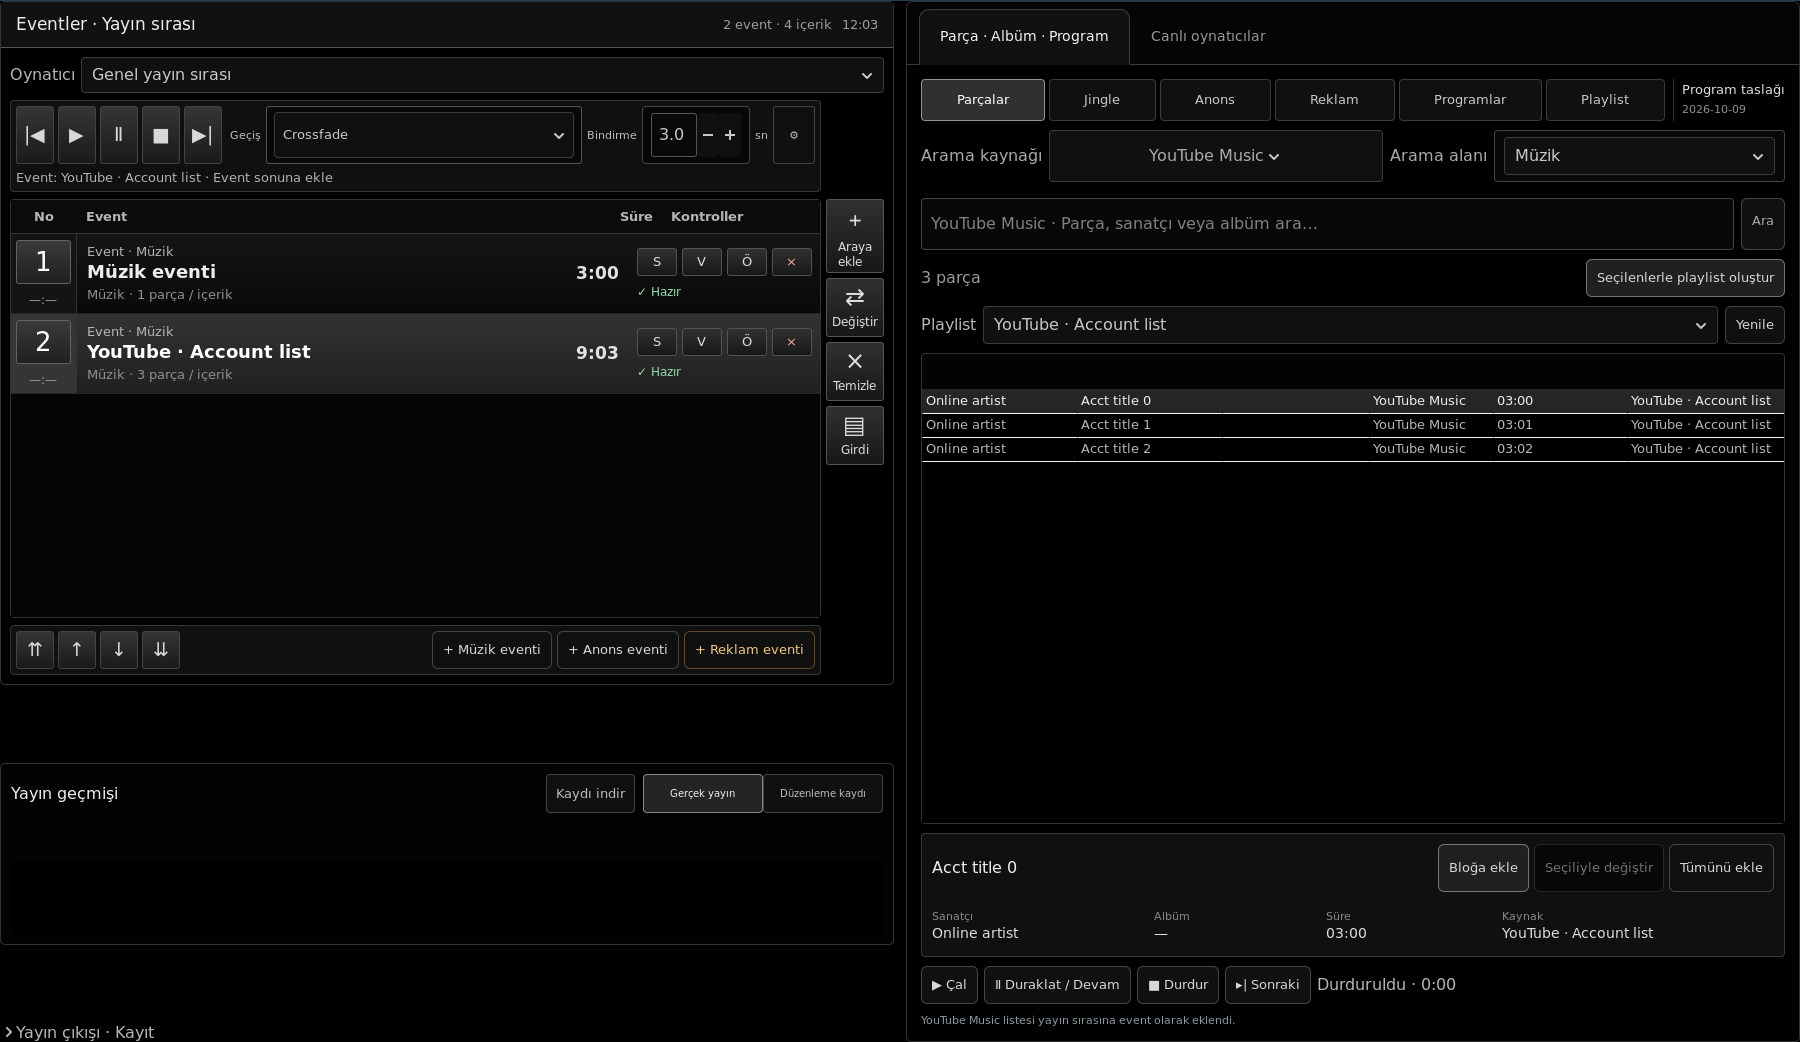 Eventler · Yayın sırası
2 event · 4 içerik 12:03
Oynatıcı Genel yayın sırası
Geçiş Crossfade Bindirme 3.0 − + sn
Event: YouTube · Account list · Event sonuna ekle
No Event Süre Kontroller
1 —:—
Event · Müzik
Müzik eventi
Müzik · 1 parça / içerik
3:00
S V Ö ×
✓ Hazır
2 —:—
Event · Müzik
YouTube · Account list
Müzik · 3 parça / içerik
9:03
S V Ö ×
✓ Hazır
+ Araya ekle
Değiştir
Temizle
Girdi
+ Müzik eventi + Anons eventi + Reklam eventi
Yayın geçmişi
Kaydı indir Gerçek yayın Düzenleme kaydı
Yayın çıkışı · Kayıt
Parça · Albüm · Program Canlı oynatıcılar
Parçalar Jingle Anons Reklam Programlar Playlist
Program taslağı
2026-10-09
Arama kaynağı YouTube Music Arama alanı Müzik
YouTube Music · Parça, sanatçı veya albüm ara... Ara
3 parça Seçilenlerle playlist oluştur
Playlist YouTube · Account list Yenile
Online artist Acct title 0 YouTube Music 03:00 YouTube · Account list
Online artist Acct title 1 YouTube Music 03:01 YouTube · Account list
Online artist Acct title 2 YouTube Music 03:02 YouTube · Account list
Acct title 0 Bloğa ekle Seçiliyle değiştir Tümünü ekle
Sanatçı Albüm Süre Kaynak
Online artist — 03:00 YouTube · Account list
▶ Çal Ⅱ Duraklat / Devam ■ Durdur ▸| Sonraki Durduruldu · 0:00
YouTube Music listesi yayın sırasına event olarak eklendi.